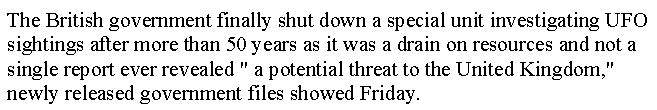 The British government finally shut down a special unit investigating UFO
sightings after more than 50 years as it was a drain on resources and not a
single report ever revealed " a potential threat to the United Kingdom,"
newly released government files showed Friday.